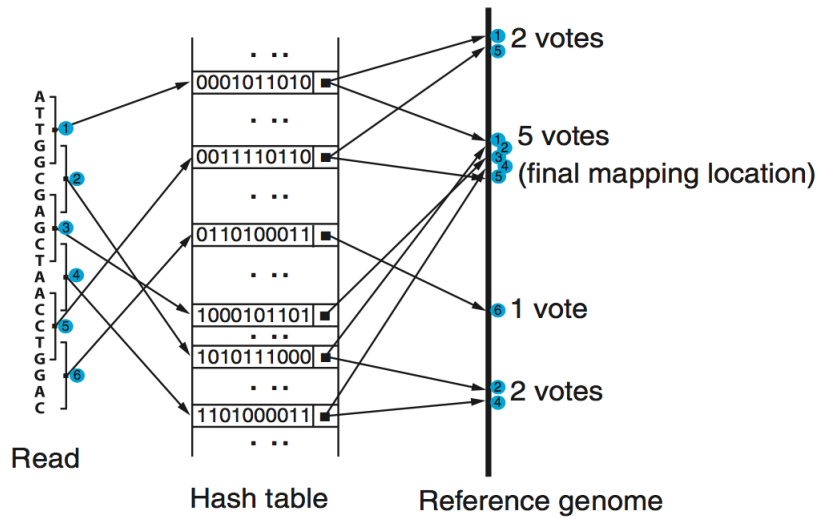 A
T
T
G
G
C
G
A
G
C
T
A
A
C
C
T
G
G
A
C
1
2
3
4
5
6
Read
. ..
0001011010
. ..
0011110110
. ..
0110100011
. ..
1000101101
. ..
1010111000
. ..
1101000011
. ..
Hash table
1
5
2 votes
1
2
3
4
5
5 votes
(final mapping location)
6
1 vote
2
4
2 votes
Reference genome